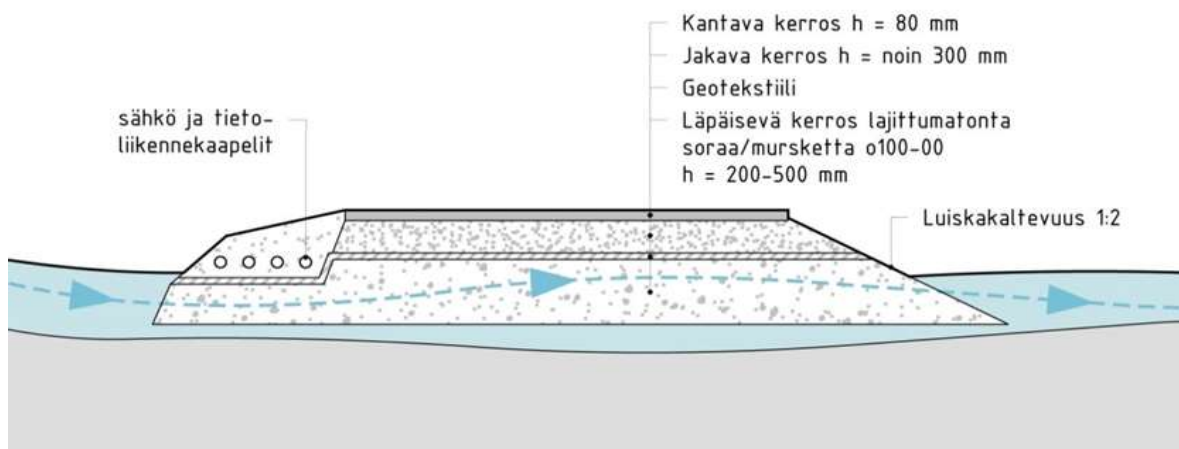 Kantava kerros h = 80 mm
Jakava kerros h = noin 300 mm
Geotekstiili
Läpäisevä kerros lajittumatonta
soraa/mursketta o100-00
h = 200-500 mm
sähkö ja tieto-
liikennekaapelit
Luiskakaltevuus 1:2